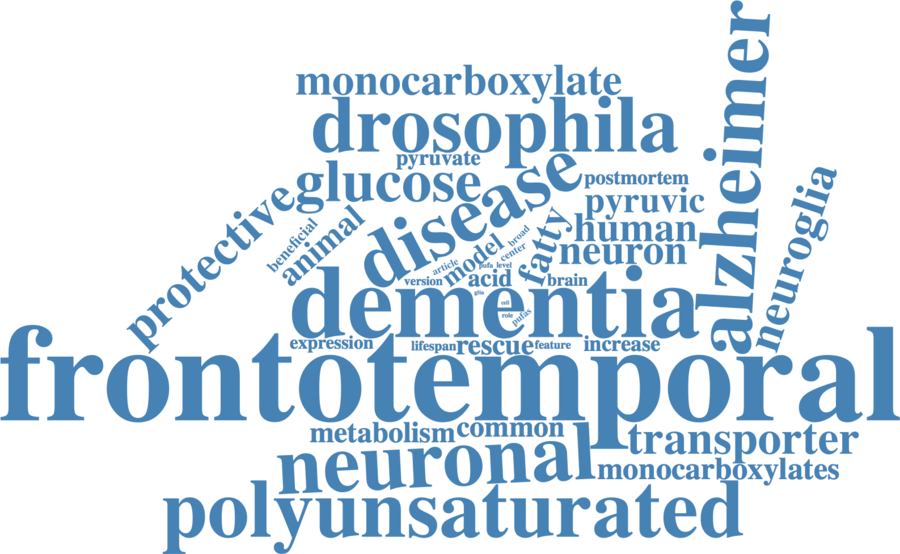 monocarboxylate
drosophila
alzheimer
pyruvate
glucose
disease
postmortem
pyruvic
protective
beneficial
animal
human
neuron
neuroglia
fatty
broad
center
model
article
pufa
level
version
acid
brain
glia
dementia
cell
role
pufas
expression
lifespan
rescue
feature
increase
frontotemporal
metabolism
common
transporter
neuronal
monocarboxylates
polyunsaturated